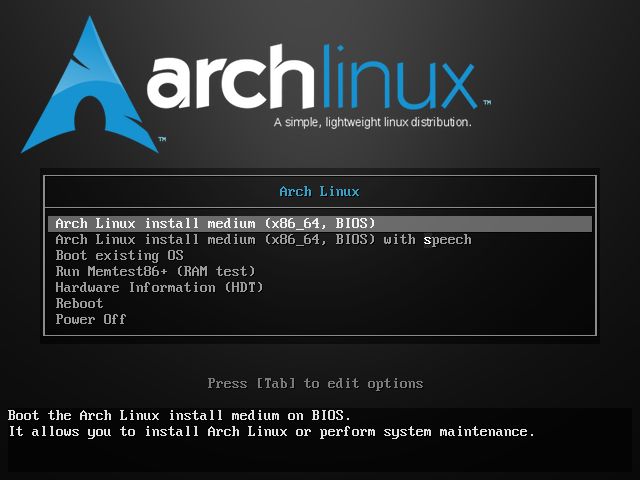 archlinux™
™
A simple, lightweight linux distribution.
Arch Linux
Arch Linux install medium (x86_64, BIOS)
Arch Linux install medium (x86_64, BIOS) with speech
Boot existing OS
Run Memtest86+ (RAM test)
Hardware Information (HDT)
Reboot
Power Off
Press [Tab] to edit options
Boot the Arch Linux install medium on BIOS.
It allows you to install Arch Linux or perform system maintenance.